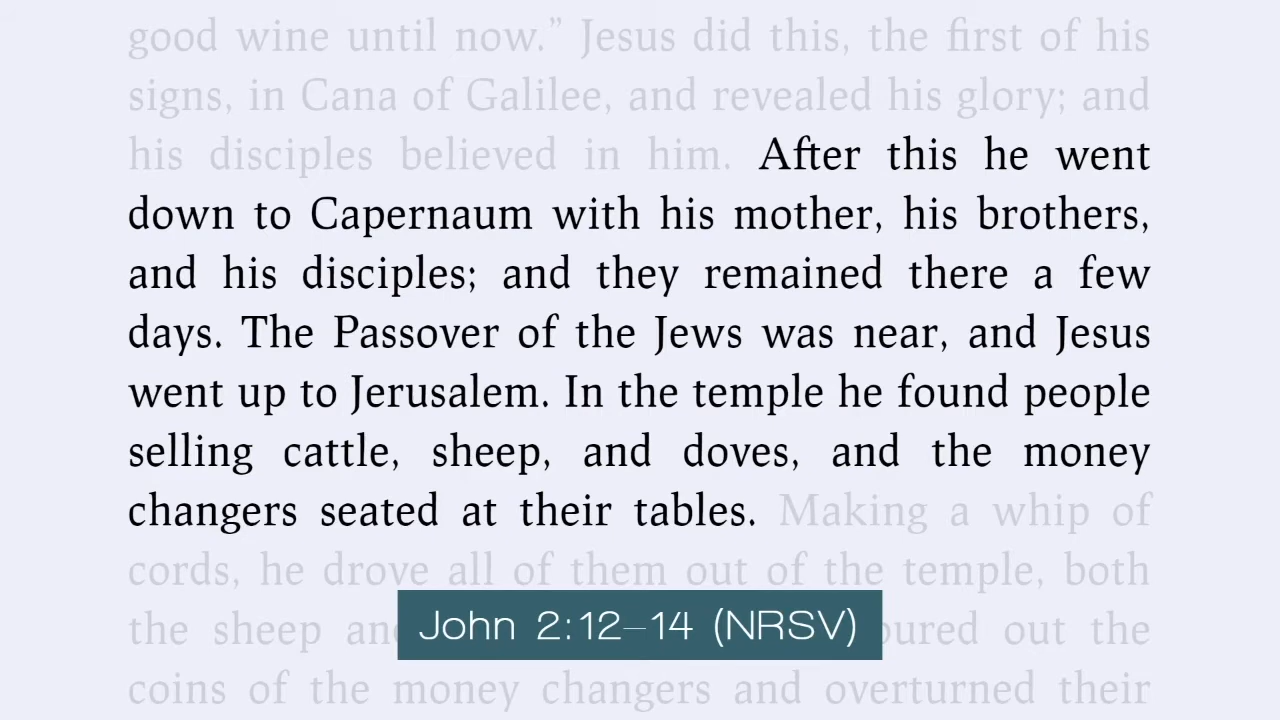 good wine until now.” Jesus did this, the first of his
signs, in Cana of Galilee, and revealed his glory; and
his disciples believed in him. After this he went
down to Capernaum with his mother, his brothers,
and his disciples; and they remained there a few
days. The Passover of the Jews was near, and Jesus
went up to Jerusalem. In the temple he found people
selling cattle, sheep, and doves, and the money
changers seated at their tables. Making a whip of
cords, he drove all of them out of the temple, both
the sheep out the
John 2:12–14 (NRSV)
coins of the money changers and overturned their